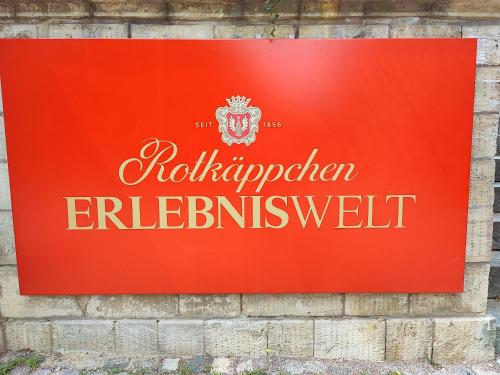 SEIT 1856
Rotkäppchen
ERLEBNISWELT